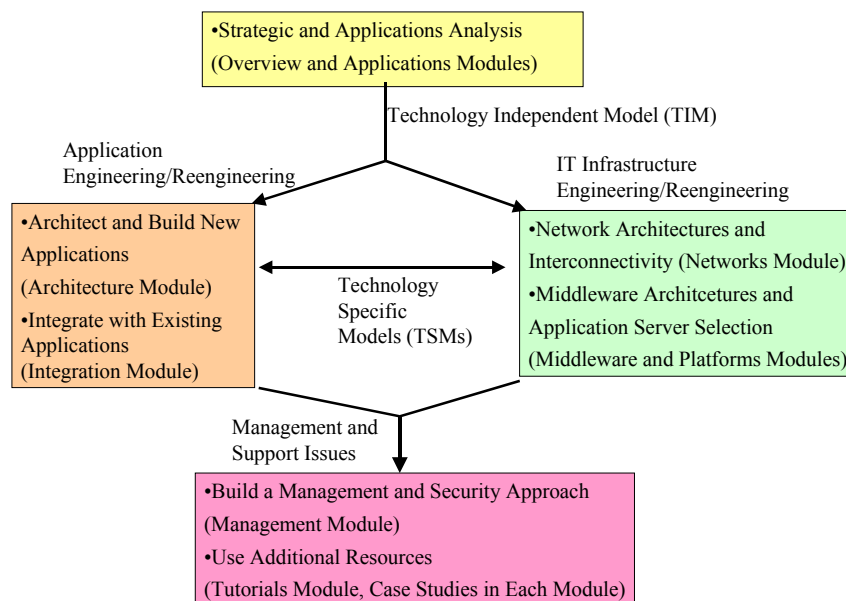 •Strategic and Applications Analysis
(Overview and Applications Modules)
Technology Independent Model (TIM)
Application
Engineering/Reengineering
IT Infrastructure
Engineering/Reengineering
•Architect and Build New
Applications
(Architecture Module)
•Integrate with Existing
Applications
(Integration Module)
Technology
Specific
Models (TSMs)
•Network Architectures and
Interconnectivity (Networks Module)
•Middleware Architcetures and
Application Server Selection
(Middleware and Platforms Modules)
Management and
Support Issues
•Build a Management and Security Approach
(Management Module)
•Use Additional Resources
(Tutorials Module, Case Studies in Each Module)